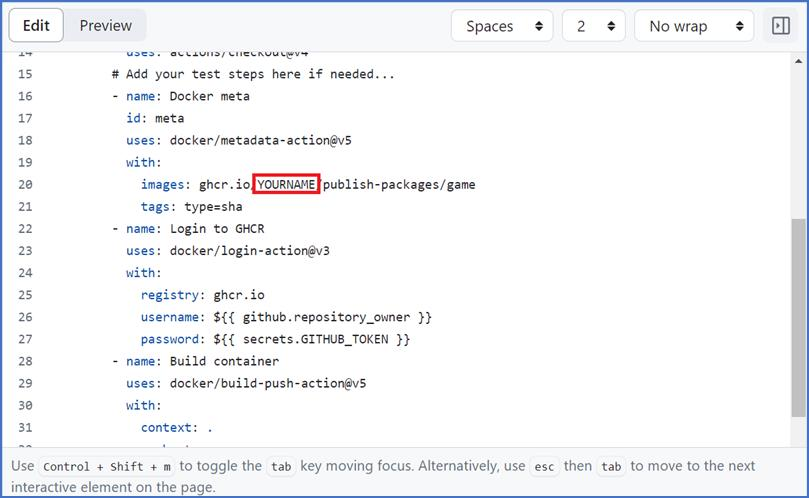 Edit Preview Spaces 2 No wrap
14 uses: actions/checkout@v4
15 # Add your test steps here if needed...
16 - name: Docker meta
17 id: meta
18 uses: docker/metadata-action@v5
19 with:
20 images: ghcr.io/YOURNAME/publish-packages/game
21 tags: type=sha
22 - name: Login to GHCR
23 uses: docker/login-action@v3
24 with:
25 registry: ghcr.io
26 username: ${{ github.repository_owner }}
27 password: ${{ secrets.GITHUB_TOKEN }}
28 - name: Build container
29 uses: docker/build-push-action@v5
30 with:
31 context: .
Use Control + Shift + m to toggle the tab key moving focus. Alternatively, use esc then tab to move to the next
interactive element on the page.